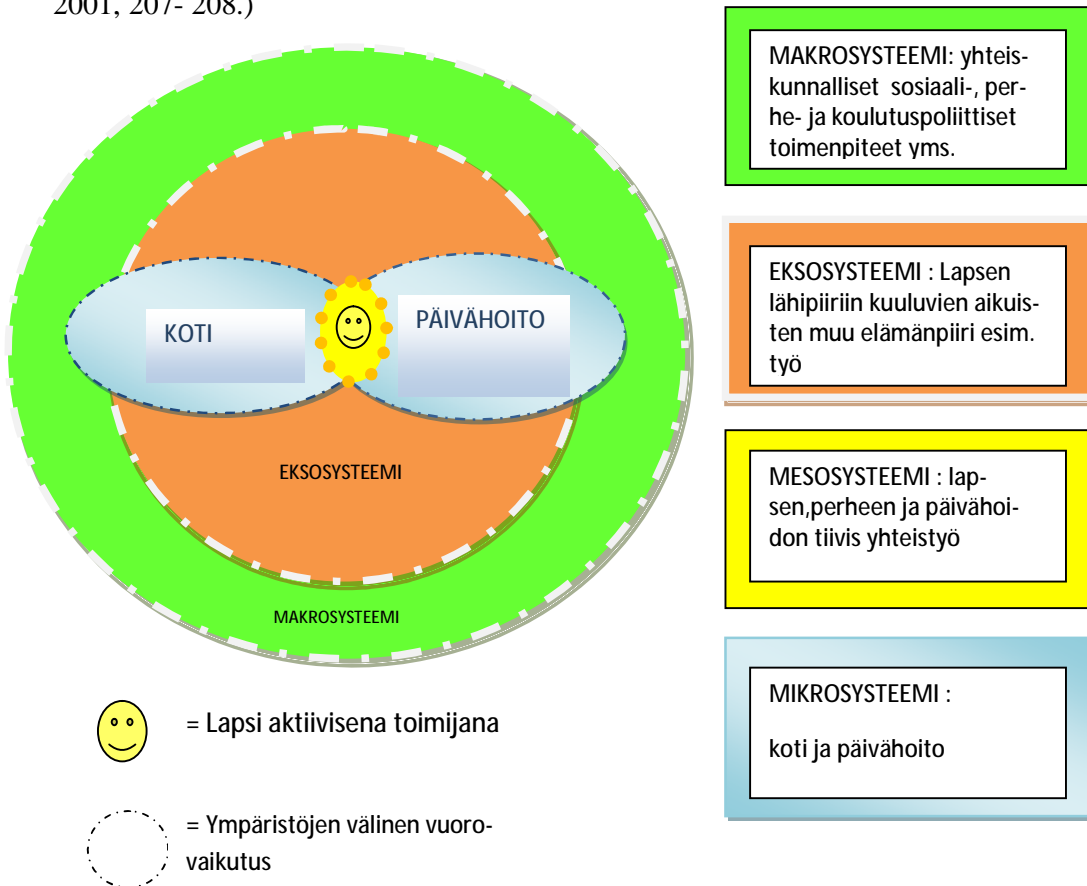 2001, 207- 208.)
MAKROSYSTEEMI: yhteis-
kunnalliset sosiaali-, per-
he- ja koulutuspoliittiset
toimenpiteet yms.
EKSOSYSTEEMI : Lapsen
lähipiiriin kuuluvien aikuis-
ten muu elämänpiiri esim.
työ
MESOSYSTEEMI : lap-
sen,perheen ja päivähoi-
don tiivis yhteistyö
MIKROSYSTEEMI :
koti ja päivähoito
KOTI
PÄIVÄHOITO
EKSOSYSTEEMI
MAKROSYSTEEMI
= Lapsi aktiivisena toimijana
= Ympäristöjen välinen vuoro-
vaikutus